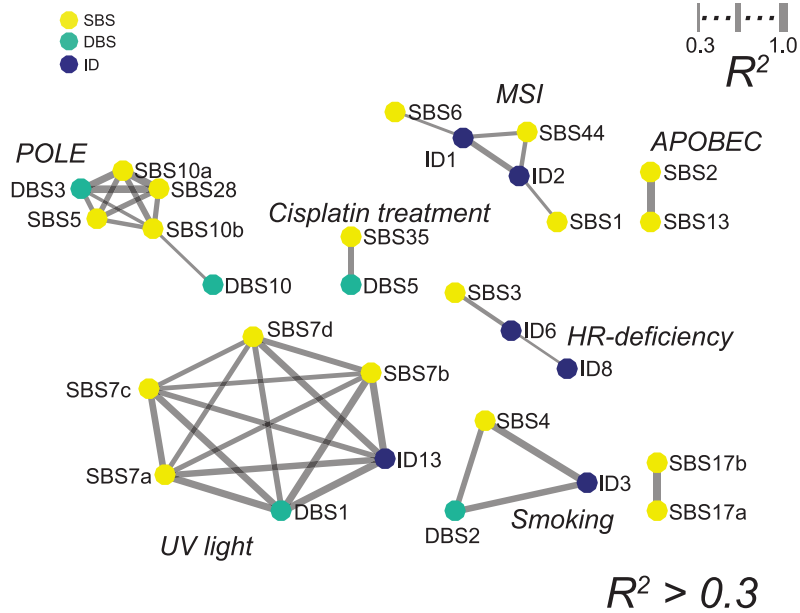 SBS
DBS
ID
0.3
1.0
R²
MSI
SBS6
SBS44
ID1
ID2
SBS1
APOBEC
SBS2
SBS13
POLE
SBS10a
DBS3
SBS28
SBS5
SBS10b
DBS10
Cisplatin treatment
SBS35
DBS5
SBS3
ID6
HR-deficiency
ID8
SBS7d
SBS7b
SBS7c
ID13
SBS7a
DBS1
UV light
SBS4
ID3
DBS2
Smoking
SBS17b
SBS17a
R² > 0.3